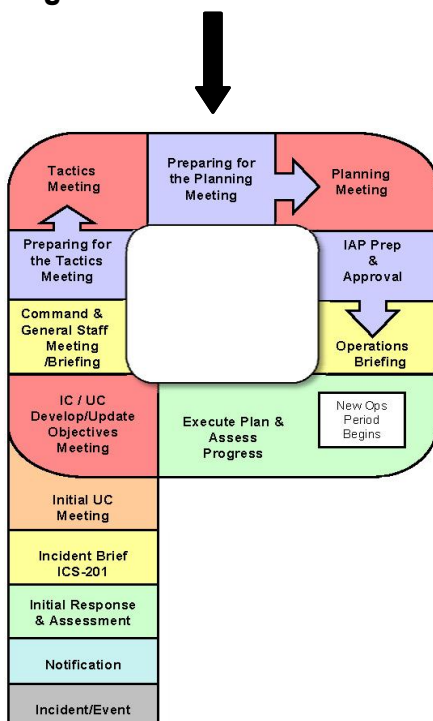 Tactics
Meeting
Preparing for
the Planning
Meeting
Planning
Meeting
Preparing for
the Tactics
Meeting
IAP Prep
&
Approval
Command &
General Staff
Meeting
/Briefing
Operations
Briefing
IC / UC
Develop/Update
Objectives
Meeting
Execute Plan &
Assess
Progress
New Ops
Period
Begins
Initial UC
Meeting
Incident Brief
ICS-201
Initial Response
& Assessment
Notification
Incident/Event